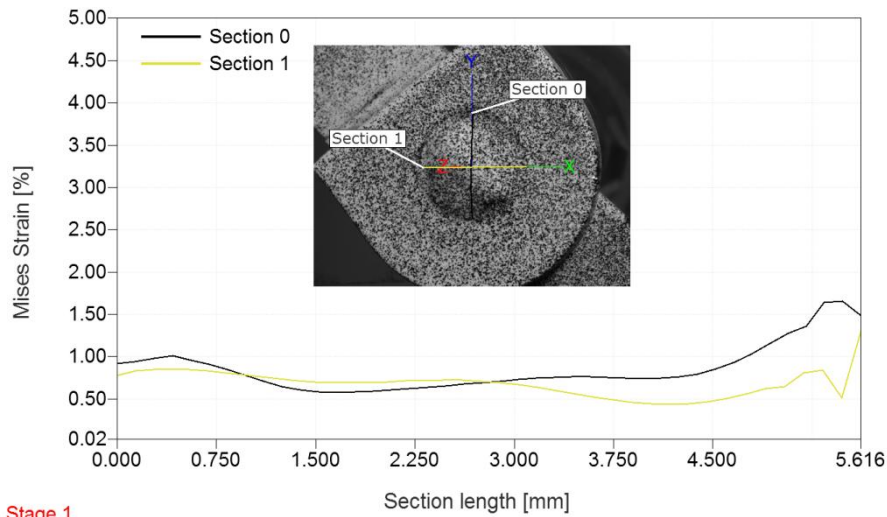 5.00
4.50
4.00
3.50
3.00
2.50
2.00
1.50
1.00
0.50
0.02
Mises Strain [%]
Section 0
Section 1
Y
Section 0
Section 1
Z
X
0.000
0.750
1.500
2.250
3.000
3.750
4.500
5.616
Section length [mm]
Stage 1